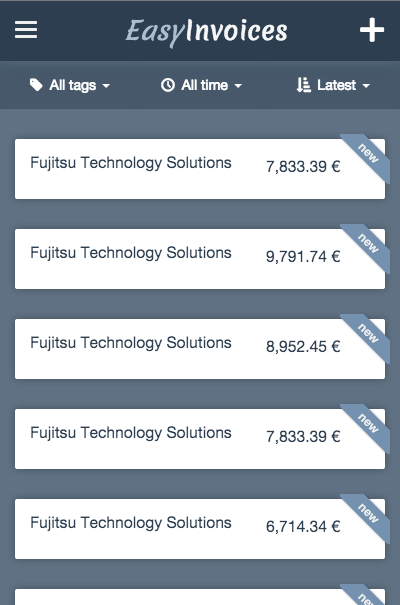 EasyInvoices
All tags All time Latest
new
Fujitsu Technology Solutions 7,833.39 €
new
Fujitsu Technology Solutions 9,791.74 €
new
Fujitsu Technology Solutions 8,952.45 €
new
Fujitsu Technology Solutions 7,833.39 €
new
Fujitsu Technology Solutions 6,714.34 €
new